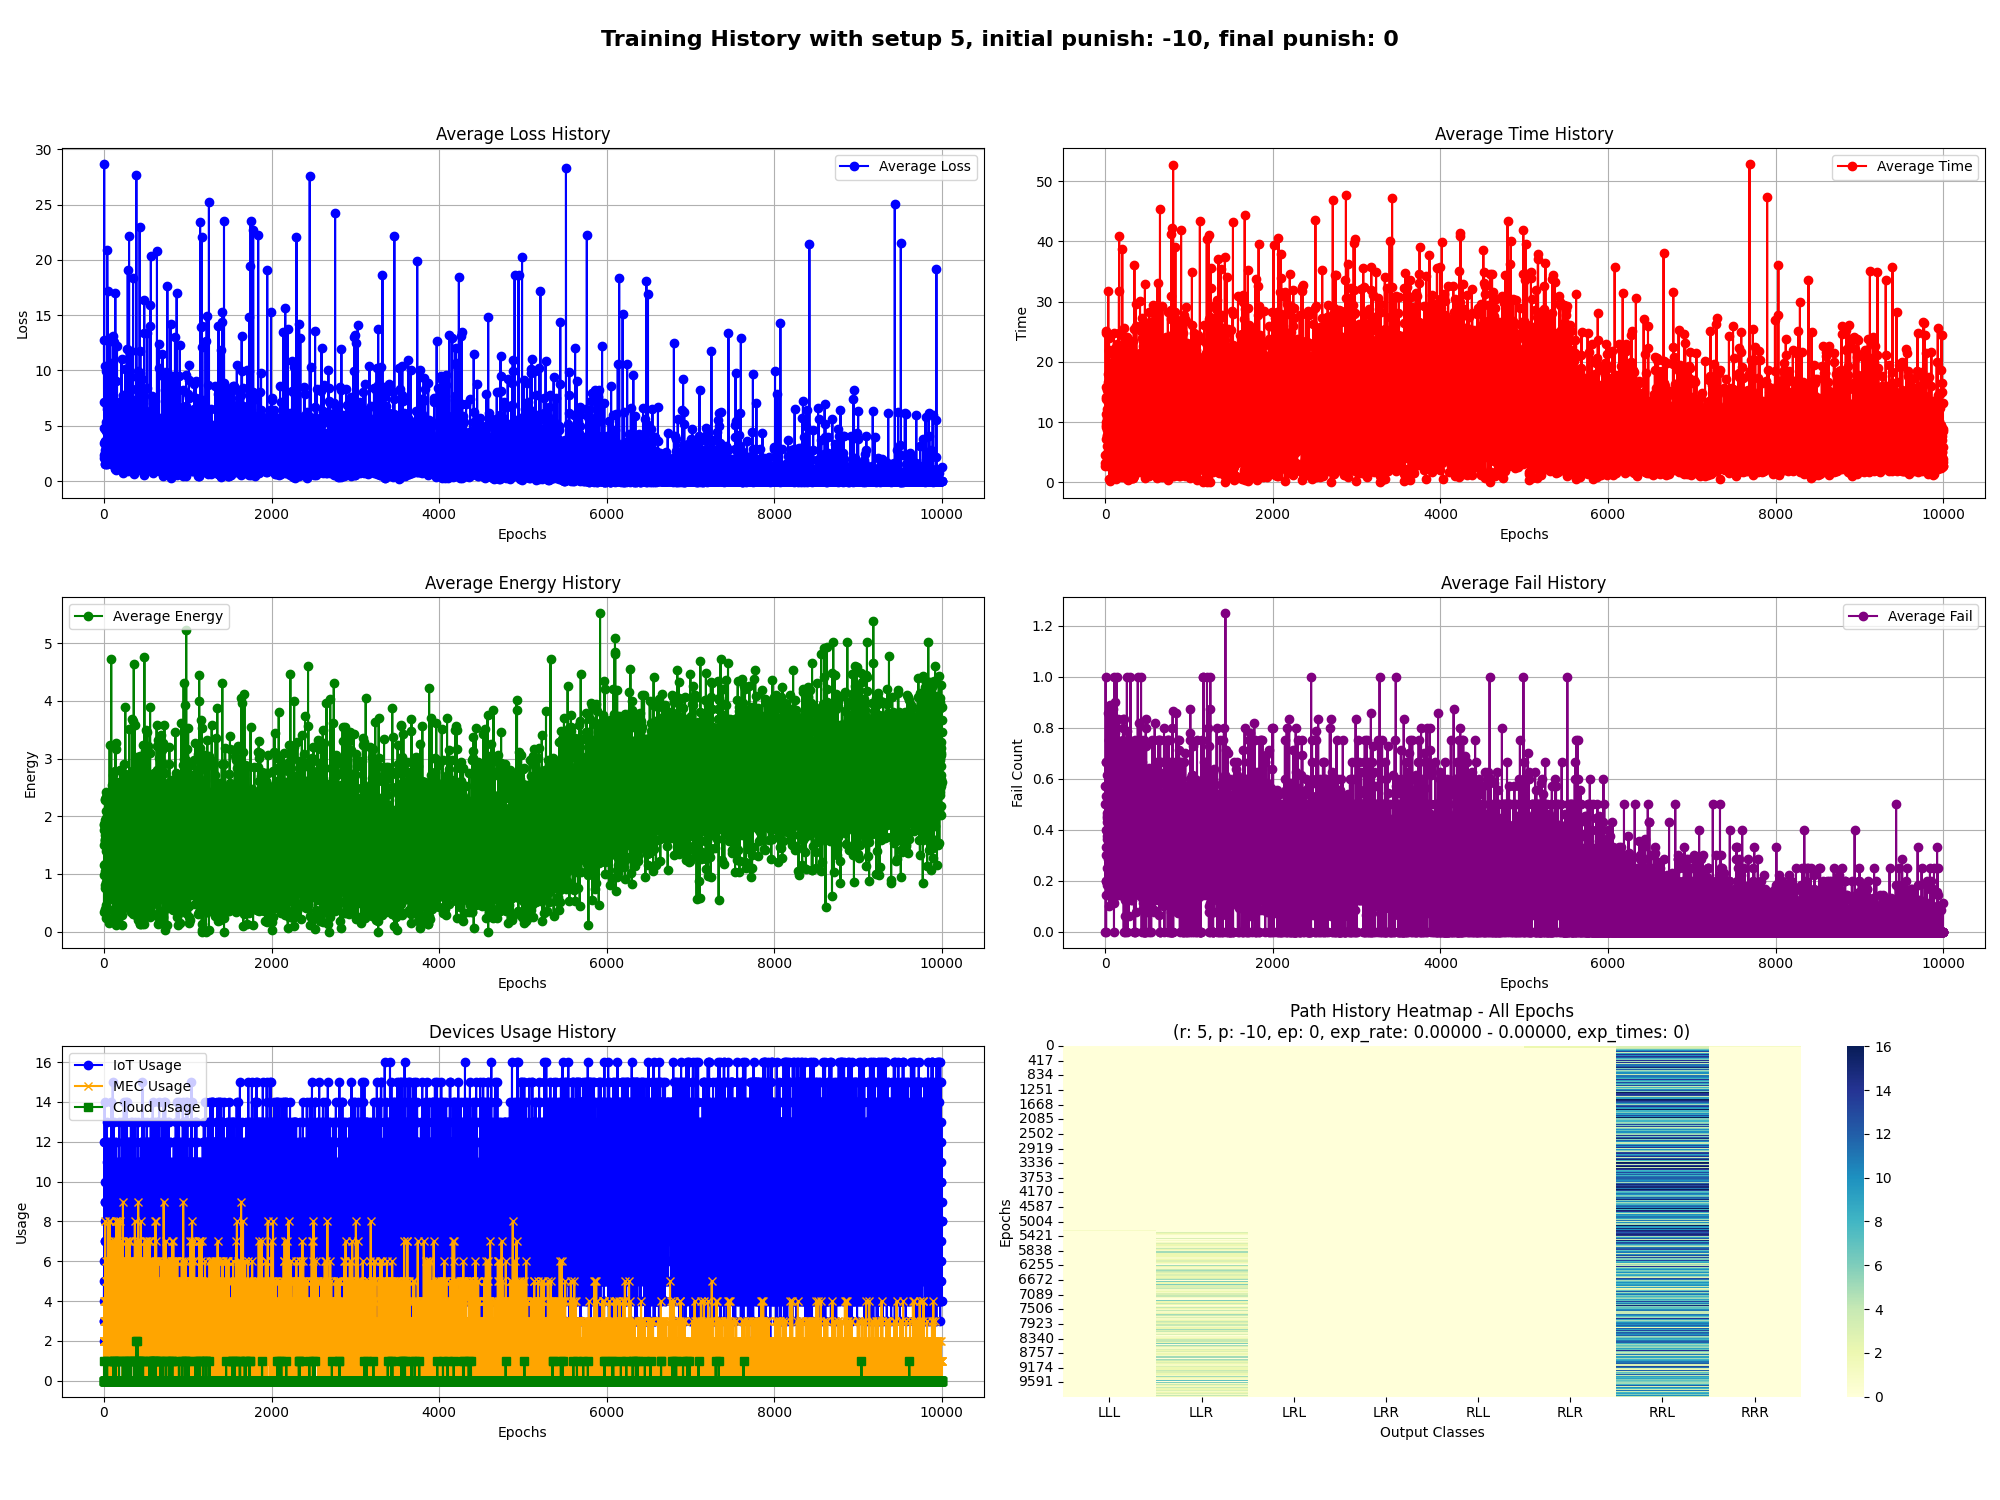 Training History with setup 5, initial punish: -10, final punish: 0
Average Loss History
30
25
20
15
10
5
0
Loss
Average Loss
0 2000 4000 6000 8000 10000
Epochs
Average Time History
50
40
30
20
10
0
Time
Average Time
0 2000 4000 6000 8000 10000
Epochs
Average Energy History
5
4
3
2
1
0
Energy
Average Energy
0 2000 4000 6000 8000 10000
Epochs
Average Fail History
1.2
1.0
0.8
0.6
0.4
0.2
0.0
Fail Count
Average Fail
0 2000 4000 6000 8000 10000
Epochs
Devices Usage History
16
14
12
10
8
6
4
2
0
Usage
IoT Usage
MEC Usage
Cloud Usage
0 2000 4000 6000 8000 10000
Epochs
Path History Heatmap - All Epochs
(r: 5, p: -10, ep: 0, exp_rate: 0.00000 - 0.00000, exp_times: 0)
0
417
834
1251
1668
2085
2502
2919
3336
3753
4170
4587
5004
5421
5838
6255
6672
7089
7506
7923
8340
8757
9174
9591
Epochs
LLL LLR LRL LRR RLL RLR RRL RRR
Output Classes
16
14
12
10
8
6
4
2
0